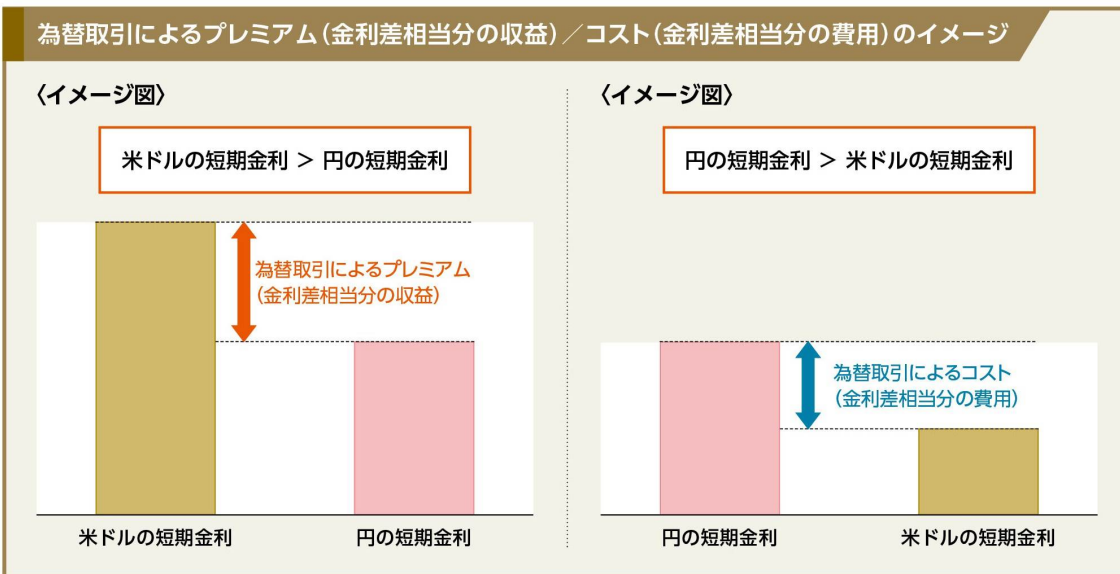 為替取引によるプレミアム(金利差相当分の収益)/コスト(金利差相当分の費用)のイメージ
〈イメージ図〉
米ドルの短期金利 > 円の短期金利
為替取引によるプレミアム
(金利差相当分の収益)
米ドルの短期金利
円の短期金利
〈イメージ図〉
円の短期金利 > 米ドルの短期金利
為替取引によるコスト
(金利差相当分の費用)
円の短期金利
米ドルの短期金利